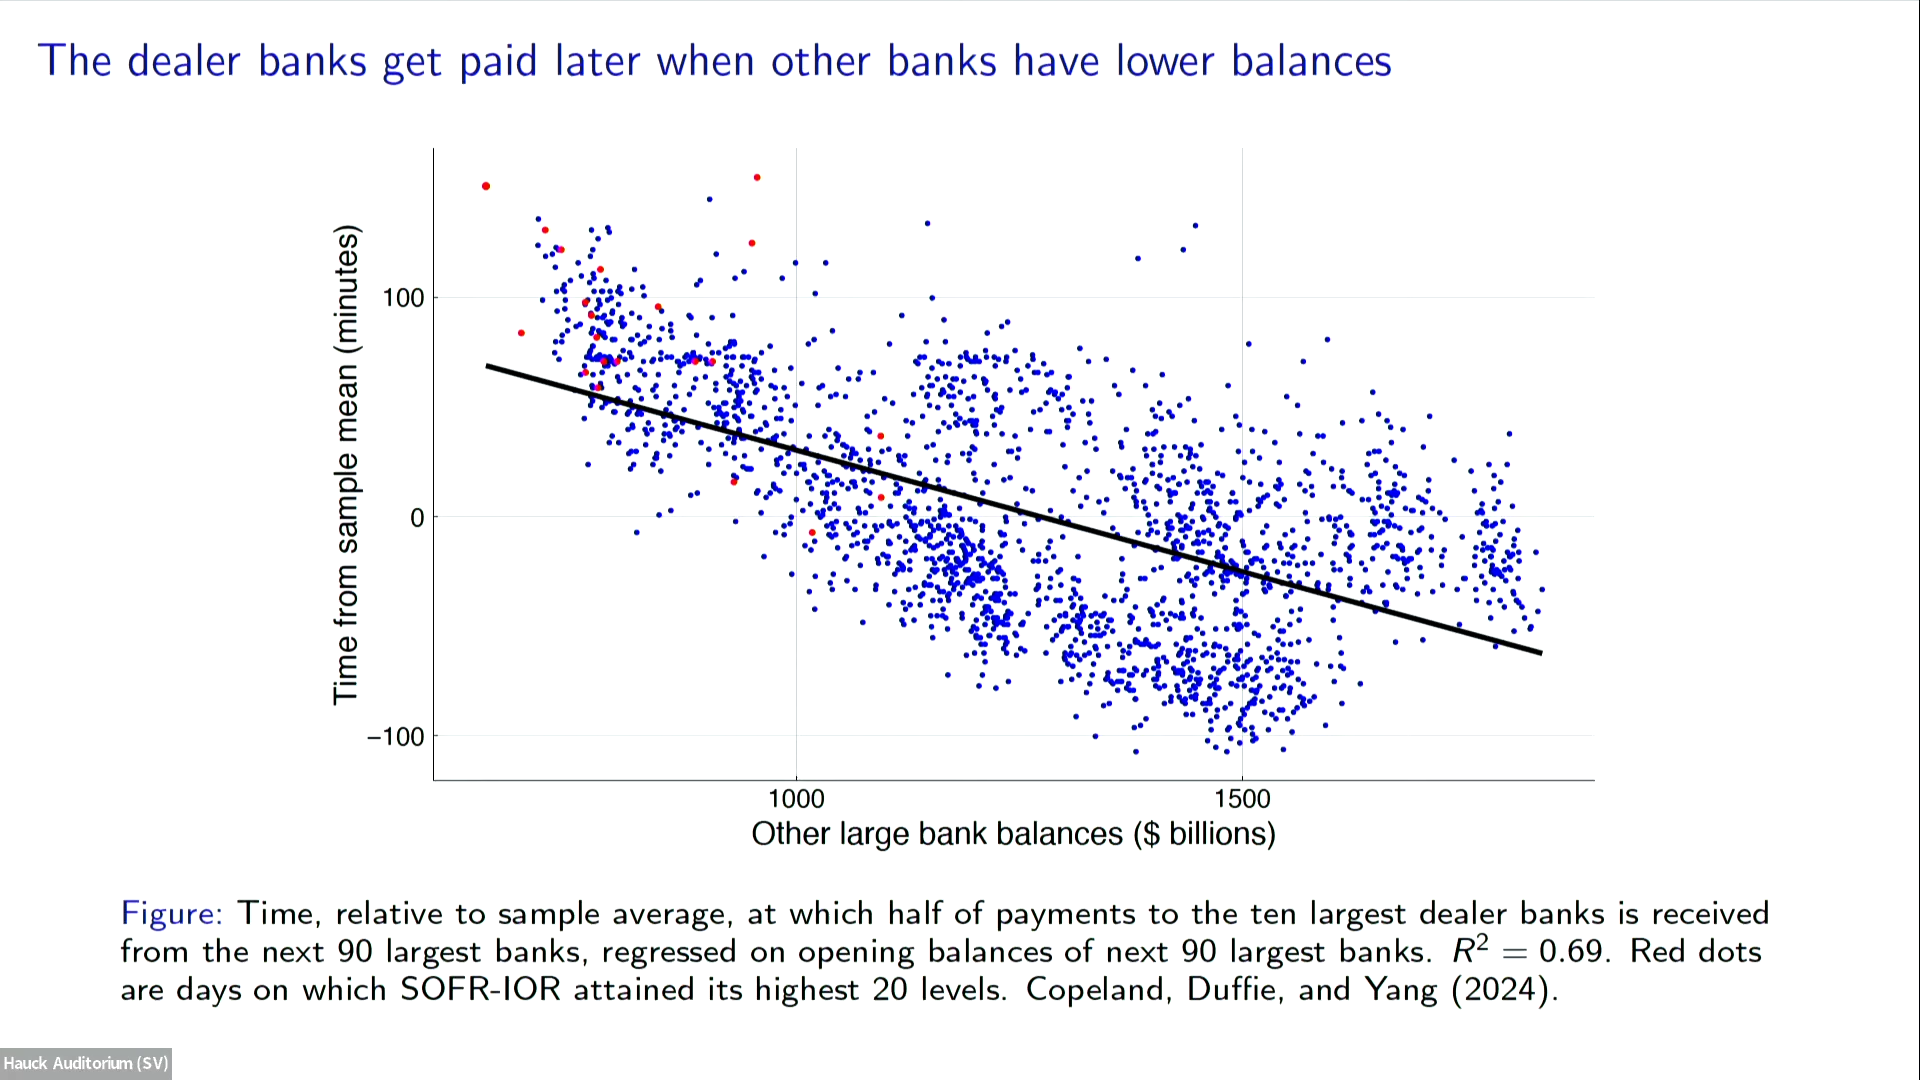 The dealer banks get paid later when other banks have lower balances
Time from sample mean (minutes)
100
0
−100
1000
1500
Other large bank balances ($ billions)
Figure: Time, relative to sample average, at which half of payments to the ten largest dealer banks is received
from the next 90 largest banks, regressed on opening balances of next 90 largest banks. R² = 0.69. Red dots
are days on which SOFR-IOR attained its highest 20 levels. Copeland, Duffie, and Yang (2024).
Hauck Auditorium (SV)